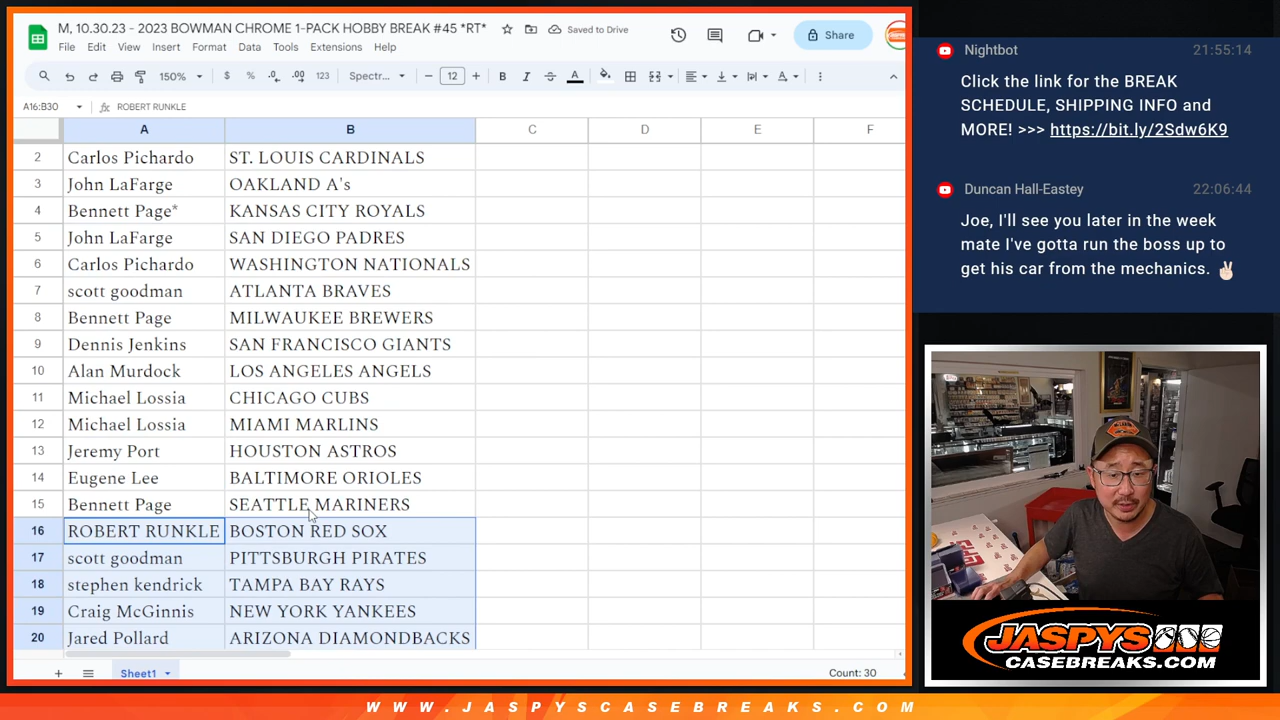 M, 10.30.23 - 2023 BOWMAN CHROME 1-PACK HOBBY BREAK #45 *RT*
Saved to Drive
File Edit View Insert Format Data Tools Extensions Help
Share
150% $ % .0 .00 123 Spectr... 12 B I A
A16:B30 fx ROBERT RUNKLE
A B C D E F
2 Carlos Pichardo ST. LOUIS CARDINALS
3 John LaFarge OAKLAND A's
4 Bennett Page* KANSAS CITY ROYALS
5 John LaFarge SAN DIEGO PADRES
6 Carlos Pichardo WASHINGTON NATIONALS
7 scott goodman ATLANTA BRAVES
8 Bennett Page MILWAUKEE BREWERS
9 Dennis Jenkins SAN FRANCISCO GIANTS
10 Alan Murdock LOS ANGELES ANGELS
11 Michael Lossia CHICAGO CUBS
12 Michael Lossia MIAMI MARLINS
13 Jeremy Port HOUSTON ASTROS
14 Eugene Lee BALTIMORE ORIOLES
15 Bennett Page SEATTLE MARINERS
16 ROBERT RUNKLE BOSTON RED SOX
17 scott goodman PITTSBURGH PIRATES
18 stephen kendrick TAMPA BAY RAYS
19 Craig McGinnis NEW YORK YANKEES
20 Jared Pollard ARIZONA DIAMONDBACKS
Sheet1
Count: 30
Nightbot 21:55:14
Click the link for the BREAK
SCHEDULE, SHIPPING INFO and
MORE! >>> https://bit.ly/2Sdw6K9
Duncan Hall-Eastey 22:06:44
Joe, I'll see you later in the week
mate I've gotta run the boss up to
get his car from the mechanics. ✌🏻
JASPYS
CASEBREAKS.COM
WWW.JASPYSCASEBREAKS.COM